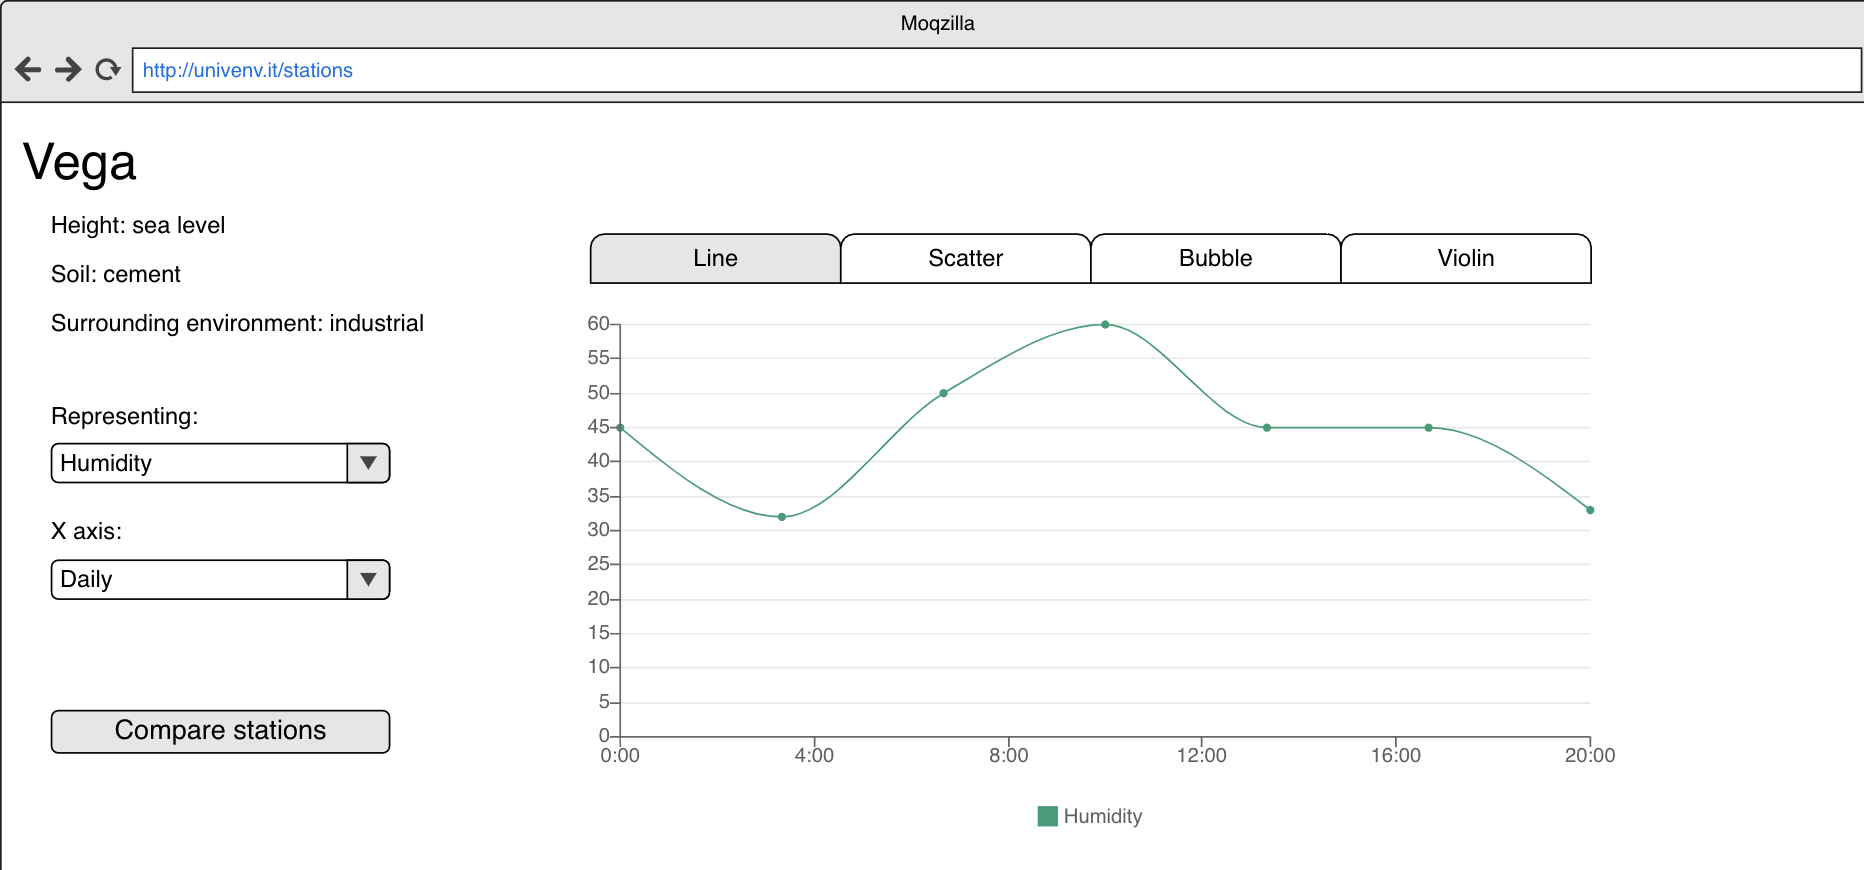 Moqzilla
http://univenv.it/stations
Vega
Height: sea level
Soil: cement
Surrounding environment: industrial
Representing:
Humidity
X axis:
Daily
Compare stations
Line Scatter Bubble Violin
60
55
50
45
40
35
30
25
20
15
10
5
0
0:00 4:00 8:00 12:00 16:00 20:00
Humidity